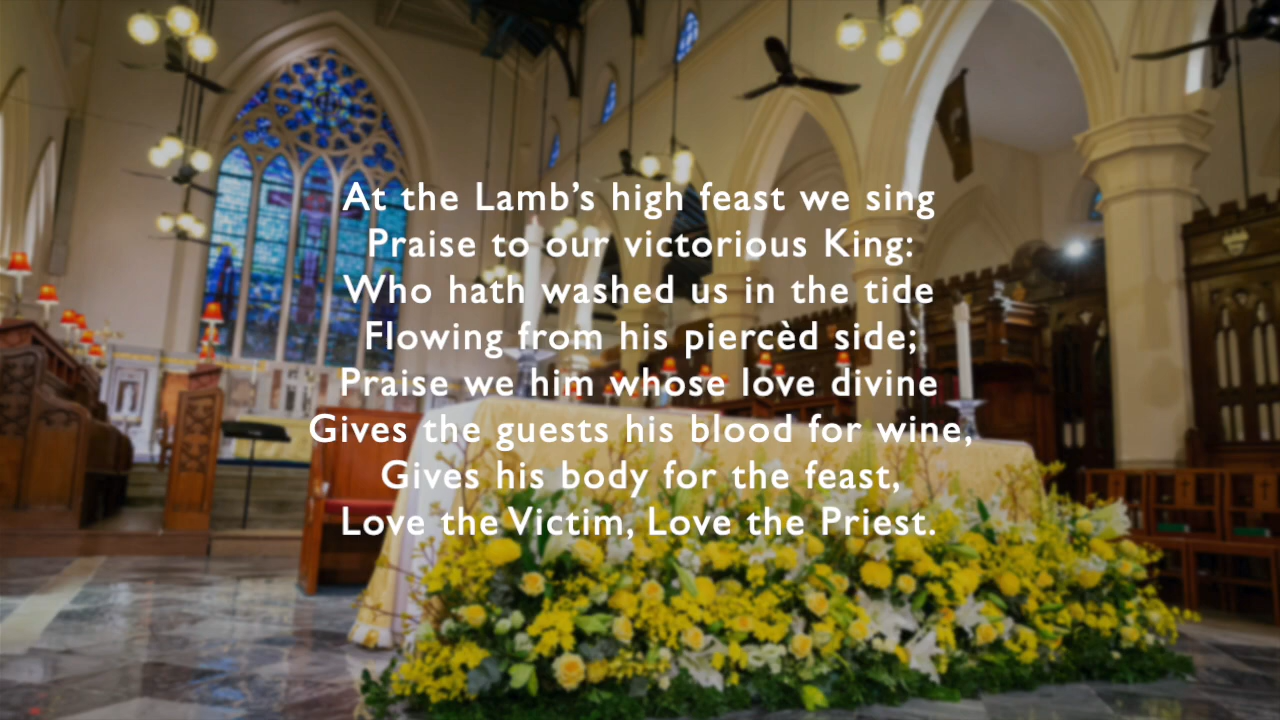 At the Lamb’s high feast we sing
Praise to our victorious King:
Who hath washed us in the tide
Flowing from his piercèd side;
Praise we him whose love divine
Gives the guests his blood for wine,
Gives his body for the feast,
Love the Victim, Love the Priest.